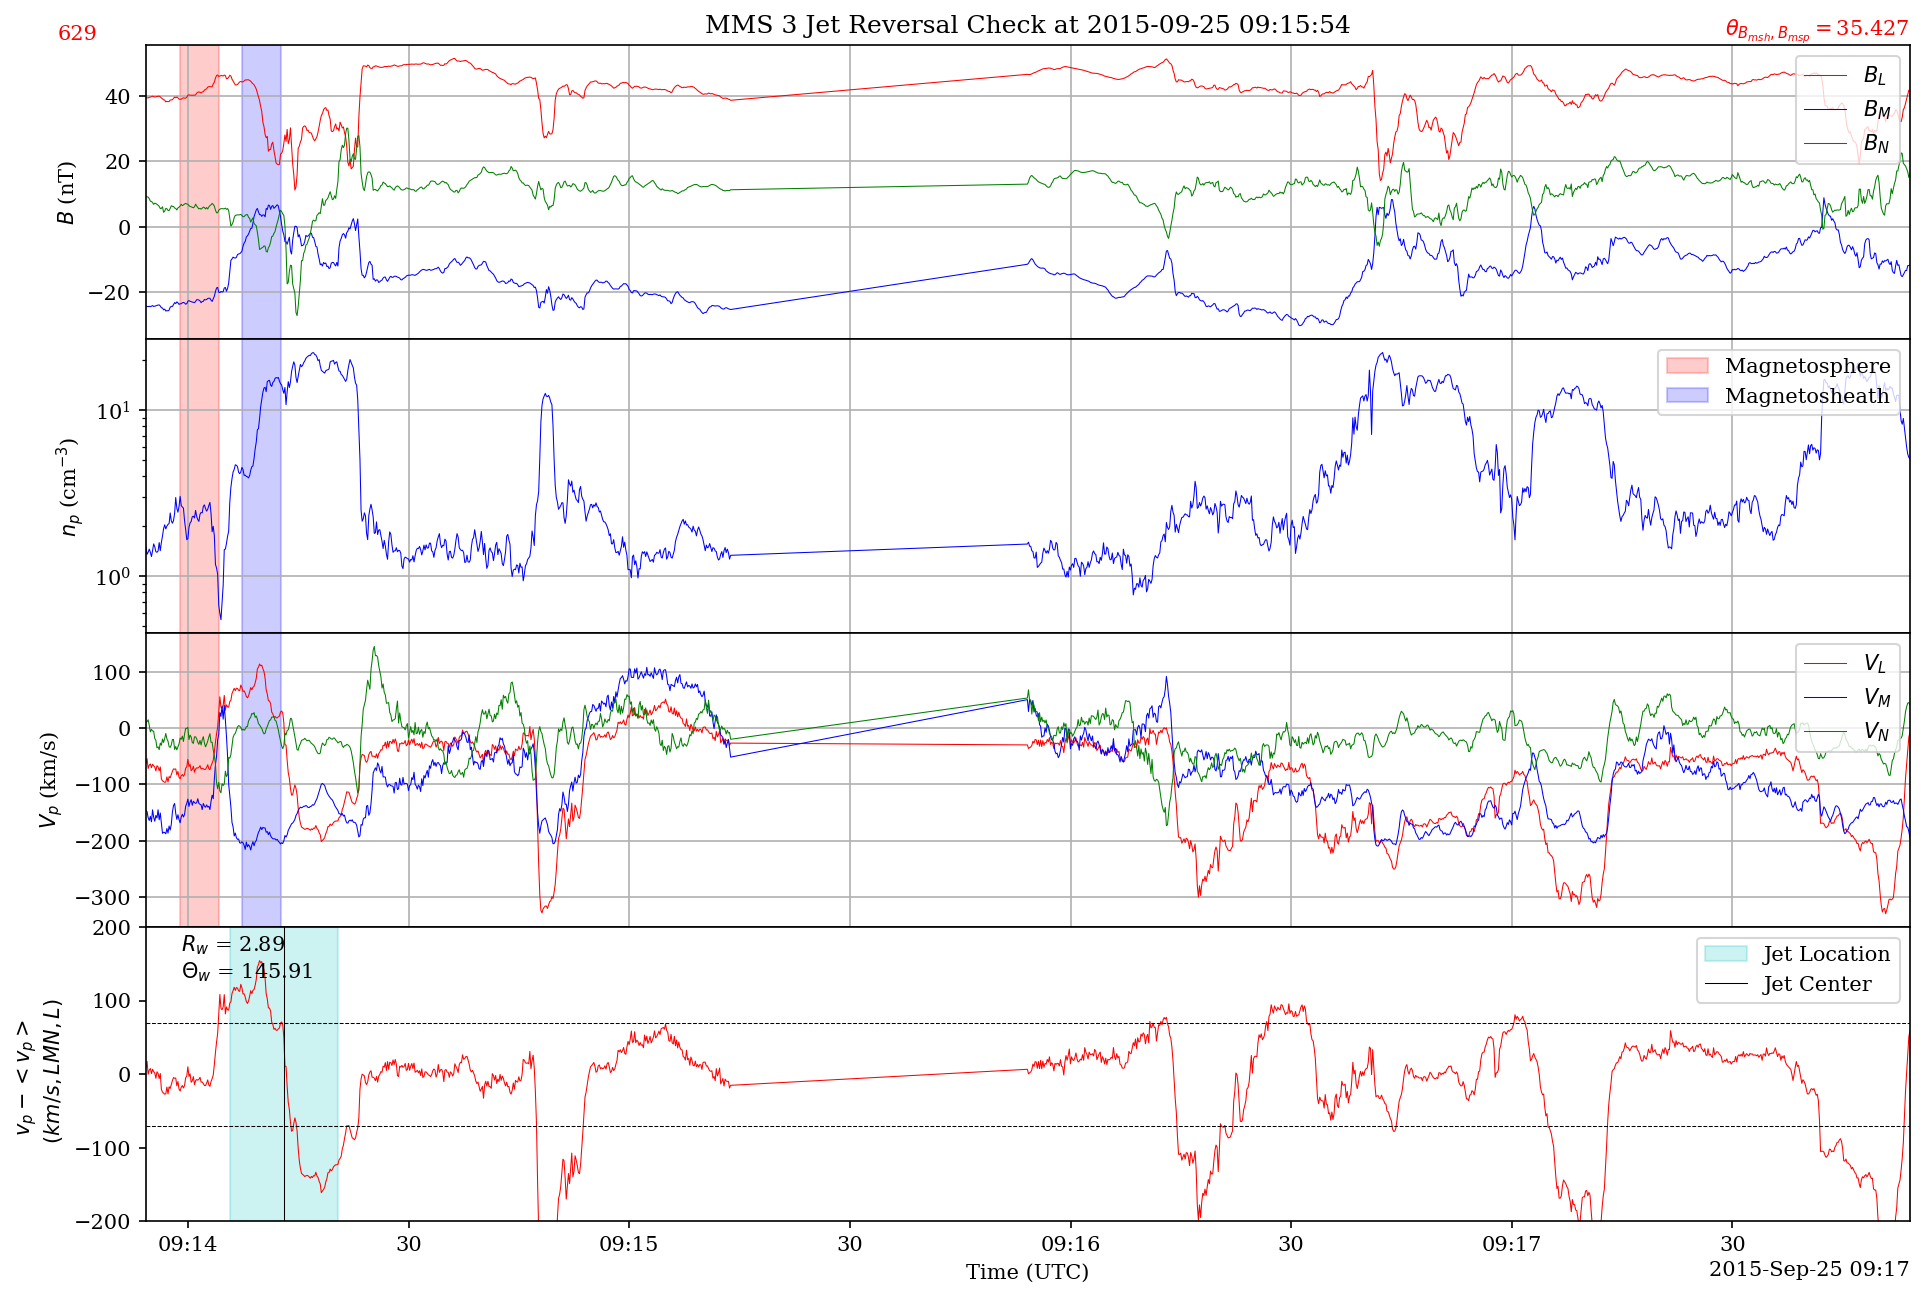 MMS 3 Jet Reversal Check at 2015-09-25 09:15:54
629
θ_{B_{msh}, B_{msp}} = 35.427
B (nT)
40
20
0
−20
B_L
B_M
B_N
n_p (cm⁻³)
10¹
10⁰
Magnetosphere
Magnetosheath
V_p (km/s)
100
0
−100
−200
−300
V_L
V_M
V_N
v_p − < v_p >
(km/s, LMN, L)
200
100
0
−100
−200
R_w = 2.89
Θ_w = 145.91
Jet Location
Jet Center
09:14 30 09:15 30 09:16 30 09:17 30
Time (UTC)
2015-Sep-25 09:17